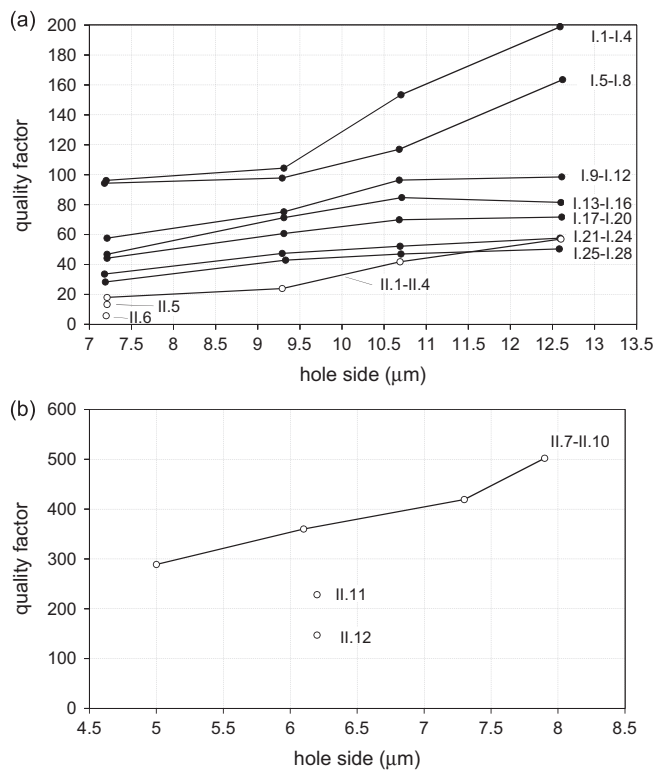 (a)
200
180
160
140
120
100
80
60
40
20
0
quality factor
I.1-I.4
I.5-I.8
I.9-I.12
I.13-I.16
I.17-I.20
I.21-I.24
I.25-I.28
II.1-II.4
II.5
II.6
7 7.5 8 8.5 9 9.5 10 10.5 11 11.5 12 12.5 13 13.5
hole side (μm)
(b)
600
500
400
300
200
100
0
quality factor
II.7-II.10
II.11
II.12
4.5 5 5.5 6 6.5 7 7.5 8 8.5
hole side (μm)